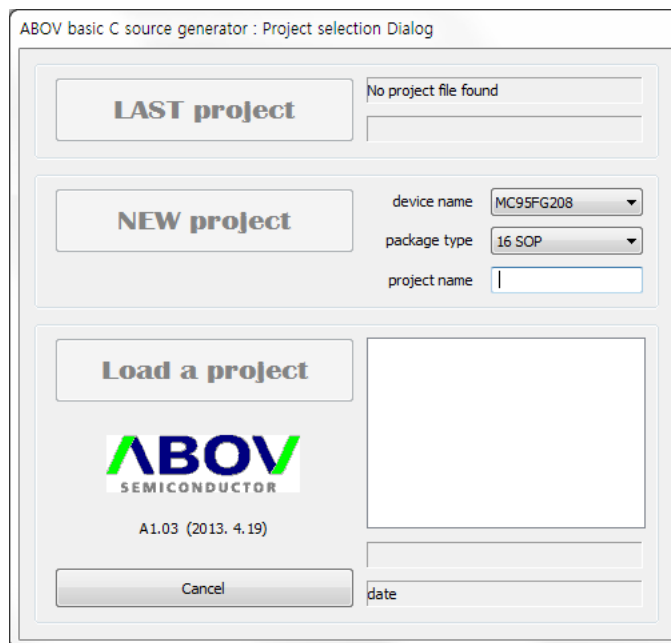 ABOV basic C source generator : Project selection Dialog
LAST project
No project file found
NEW project
device name
MC95FG208
package type
16 SOP
project name
Load a project
ABOV
SEMICONDUCTOR
A1.03 (2013. 4.19)
Cancel
date